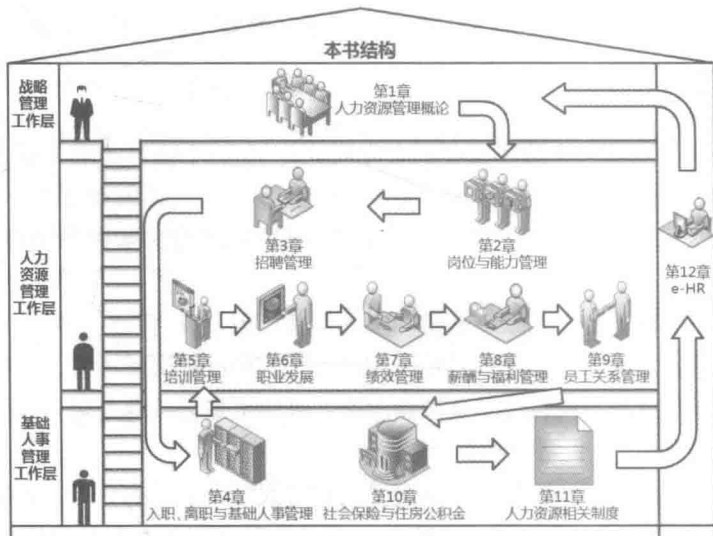 本书结构
战略
管理
工作层
第1章
人力资源管理概论
人力
资源
管理
工作层
第3章
招聘管理
第2章
岗位与能力管理
第12章
e-HR
第5章
培训管理
第6章
职业发展
第7章
绩效管理
第8章
薪酬与福利管理
第9章
员工关系管理
基础
人事
管理
工作层
第4章
入职、离职与基础人事管理
第10章
社会保险与住房公积金
第11章
人力资源相关制度